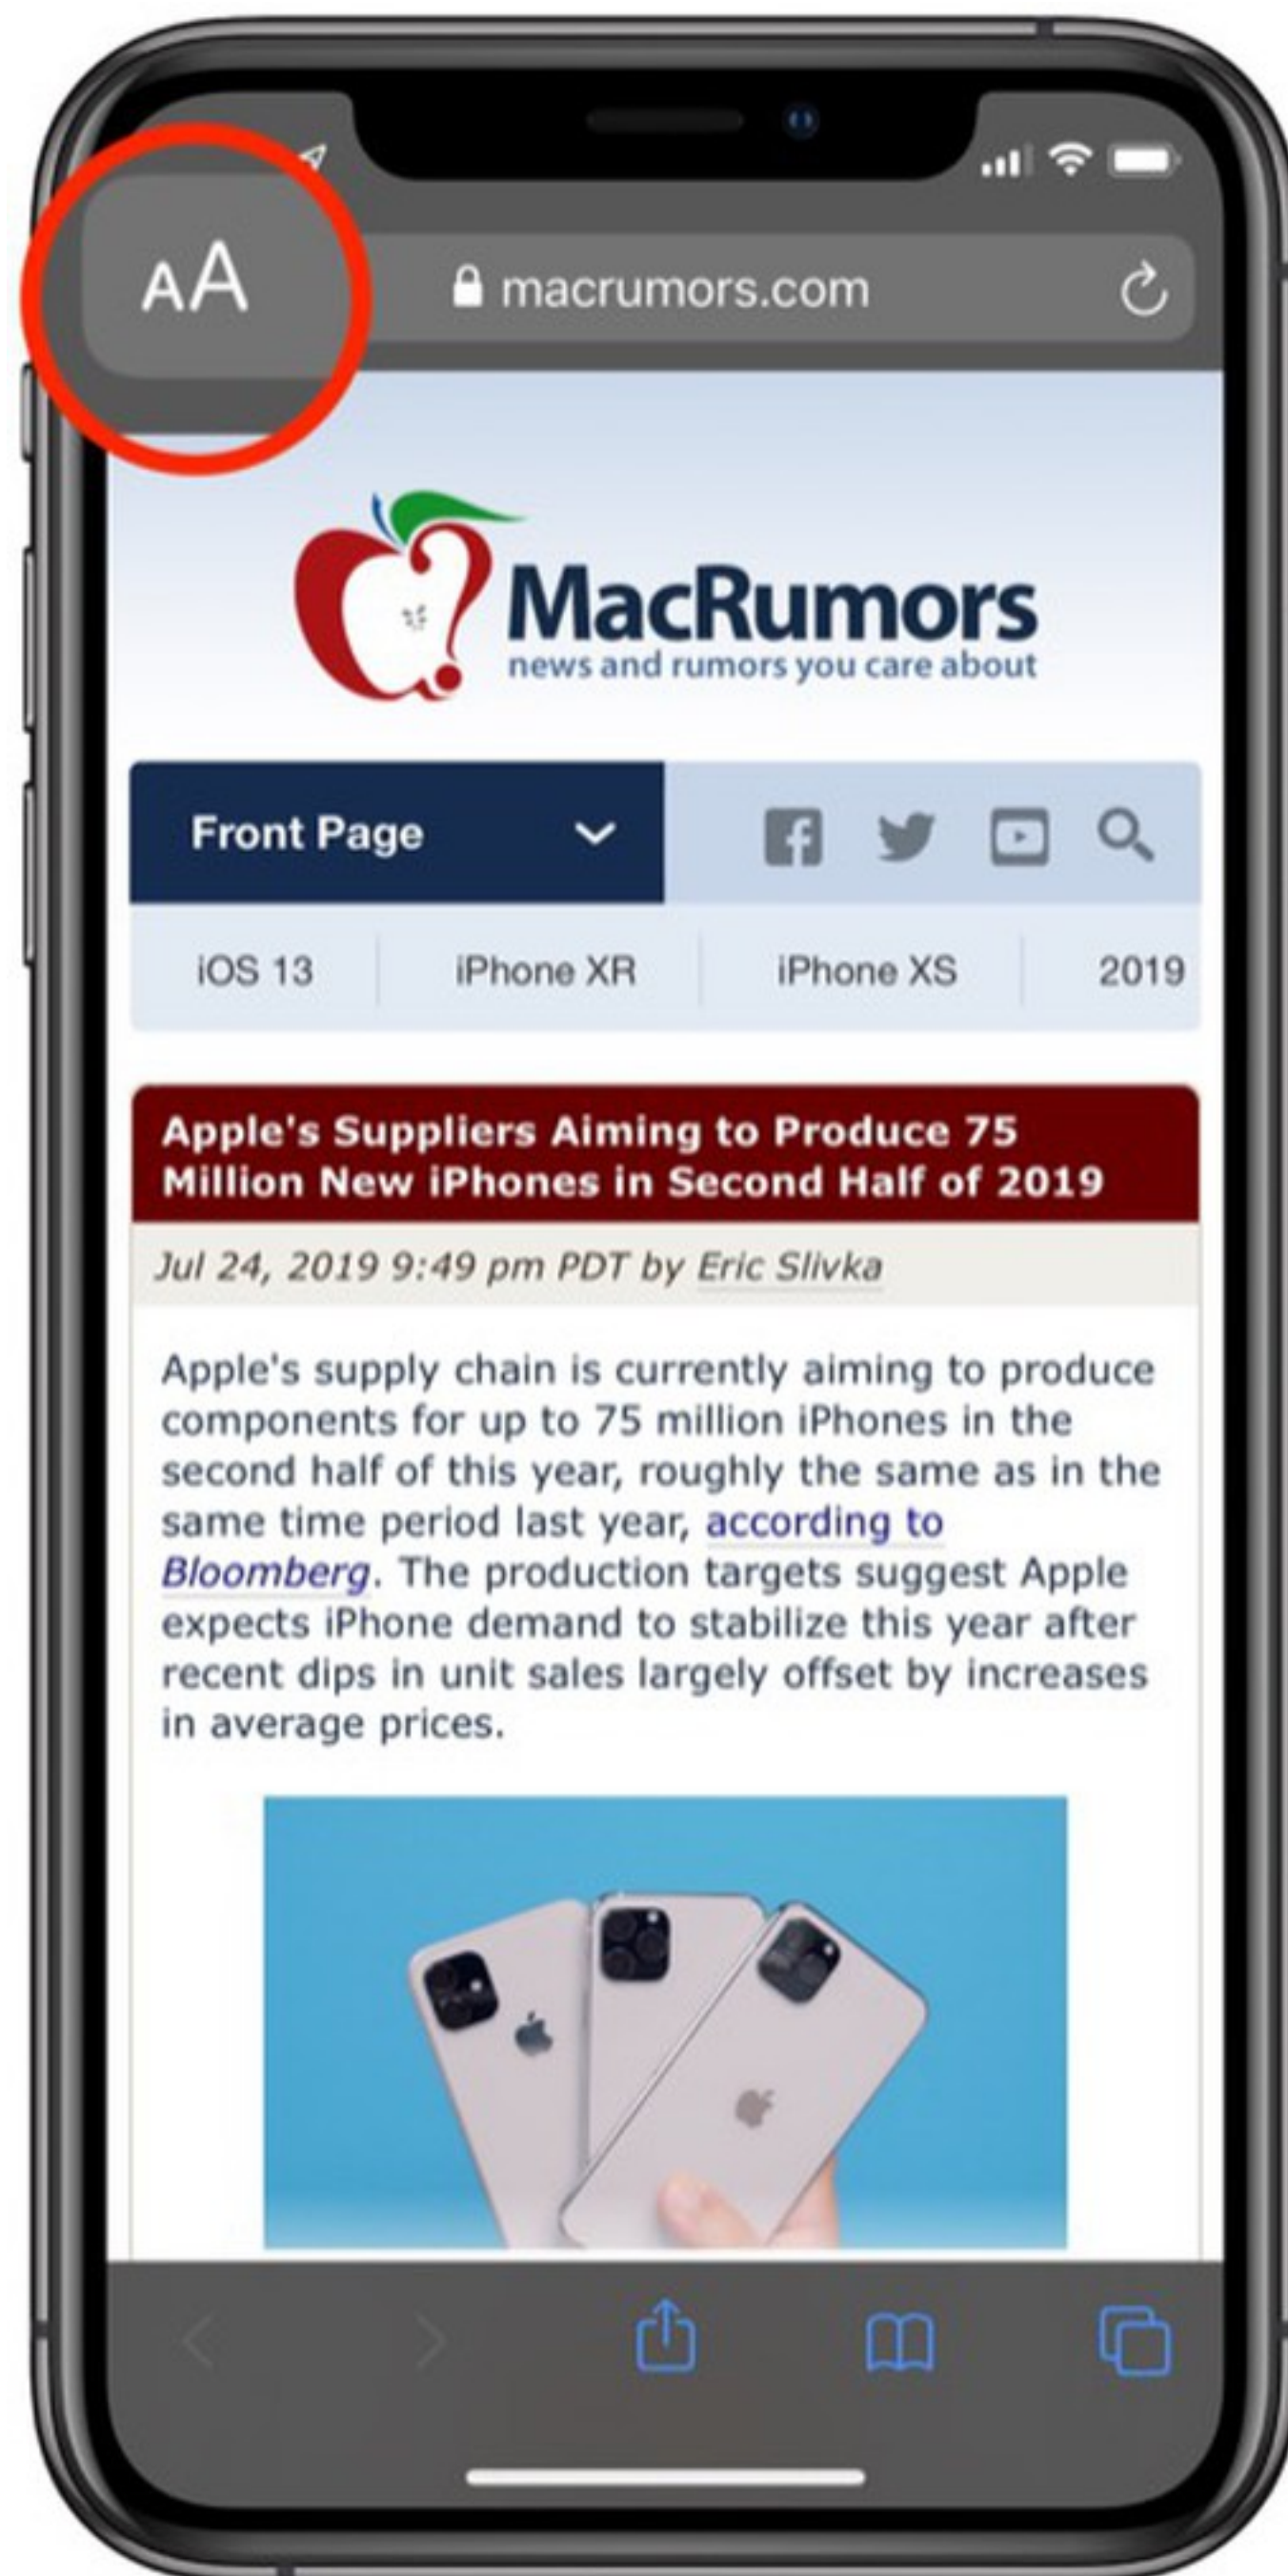 AA
macrumors.com
MacRumors
news and rumors you care about
Front Page
iOS 13
iPhone XR
iPhone XS
2019
Apple's Suppliers Aiming to Produce 75
Million New iPhones in Second Half of 2019
Jul 24, 2019 9:49 pm PDT by Eric Slivka
Apple's supply chain is currently aiming to produce
components for up to 75 million iPhones in the
second half of this year, roughly the same as in the
same time period last year, according to
Bloomberg. The production targets suggest Apple
expects iPhone demand to stabilize this year after
recent dips in unit sales largely offset by increases
in average prices.